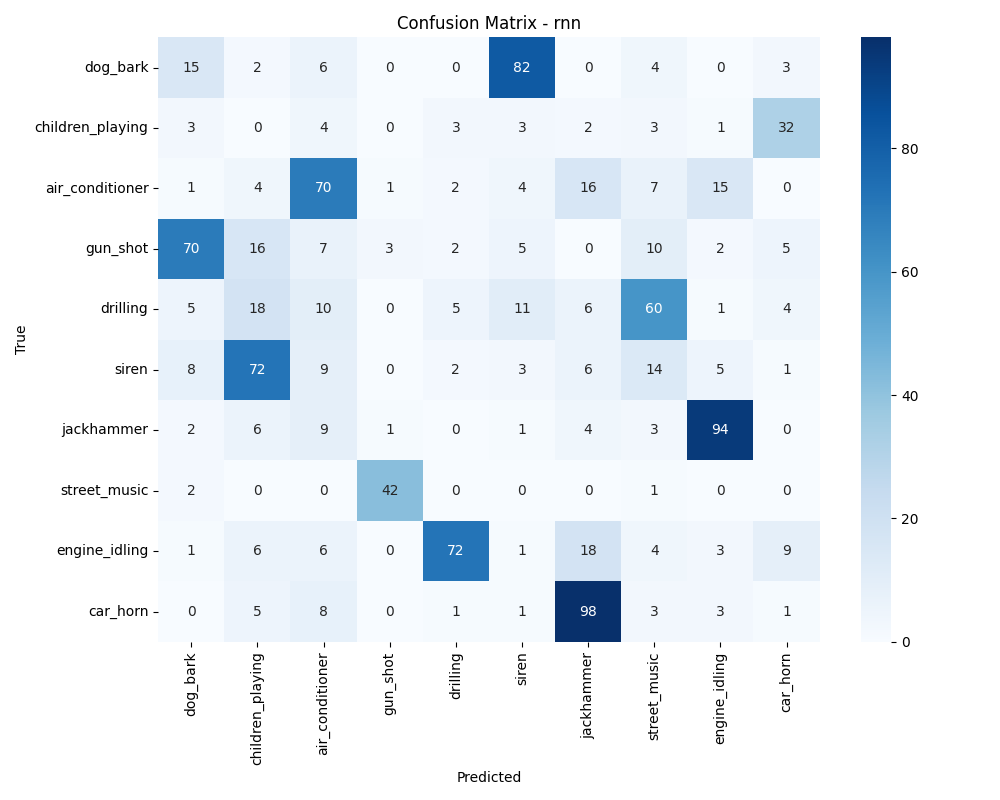 Confusion Matrix - rnn
True
dog_bark 15 2 6 0 0 82 0 4 0 3
children_playing 3 0 4 0 3 3 2 3 1 32
air_conditioner 1 4 70 1 2 4 16 7 15 0
gun_shot 70 16 7 3 2 5 0 10 2 5
drilling 5 18 10 0 5 11 6 60 1 4
siren 8 72 9 0 2 3 6 14 5 1
jackhammer 2 6 9 1 0 1 4 3 94 0
street_music 2 0 0 42 0 0 0 1 0 0
engine_idling 1 6 6 0 72 1 18 4 3 9
car_horn 0 5 8 0 1 1 98 3 3 1
dog_bark children_playing air_conditioner gun_shot drilling siren jackhammer street_music engine_idling car_horn
Predicted
80
60
40
20
0